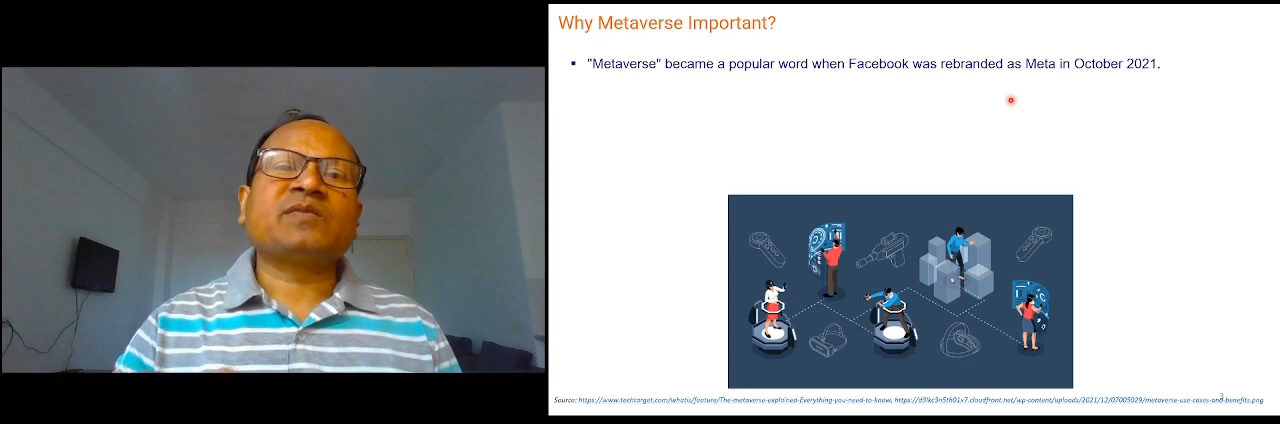 Why Metaverse Important?
▪ "Metaverse" became a popular word when Facebook was rebranded as Meta in October 2021.
Source: https://www.techtarget.com/whatis/feature/The-metaverse-explained-Everything-you-need-to-know, https://d3lkc3n5th01x7.cloudfront.net/wp-content/uploads/2021/12/07005029/metaverse-use-cases-and-benefits.png
3